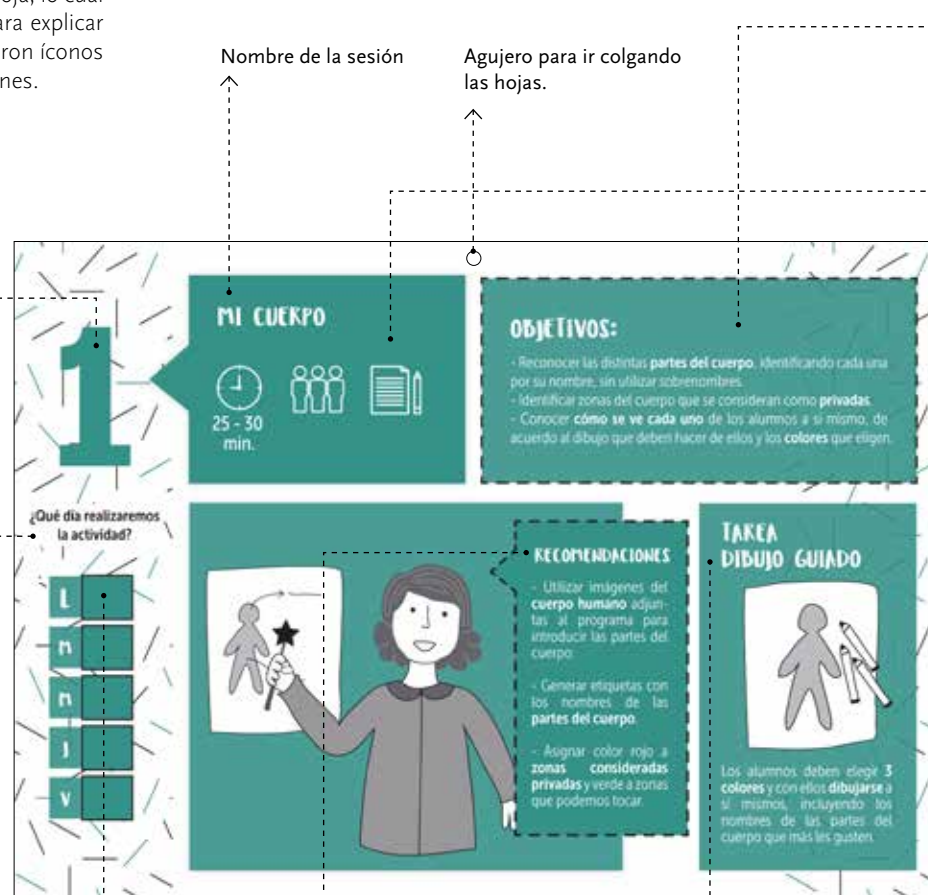 oja, lo cual
ara explicar
ron íconos
nes.
Nombre de la sesión
Agujero para ir colgando
las hojas.
1
MI CUERPO
25 - 30
min.
OBJETIVOS:
- Reconocer las distintas partes del cuerpo, identificando cada una
por su nombre, sin utilizar sobrenombres.
- Identificar zonas del cuerpo que se consideran como privadas.
- Conocer cómo se ve cada uno de los alumnos a si mismo, de
acuerdo al dibujo que deben hacer de ellos y los colores que eligen.
¿Qué día realizaremos
la actividad?
L
M
M
J
V
RECOMENDACIONES
- Utilizar imágenes del
cuerpo humano adjun-
tas al programa para
introducir las partes del
cuerpo.
- Generar etiquetas con
los nombres de las
partes del cuerpo.
- Asignar color rojo a
zonas consideradas
privadas y verde a zonas
que podemos tocar.
TAREA
DIBUJO GUIADO
Los alumnos deben elegir 3
colores y con ellos dibujarse a
sí mismos, incluyendo los
nombres de las partes del
cuerpo que más les gusten.